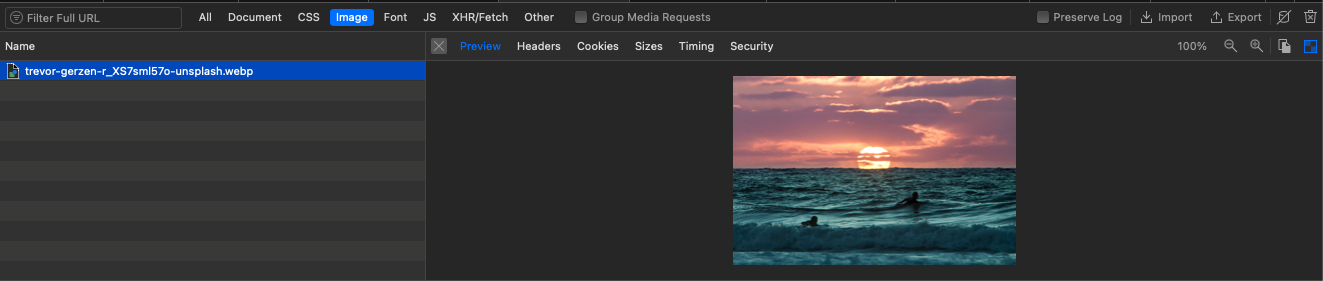 Filter Full URL All Document CSS Image Font JS XHR/Fetch Other Group Media Requests Preserve Log Import Export
Name Preview Headers Cookies Sizes Timing Security 100%
trevor-gerzen-r_XS7sml57o-unsplash.webp